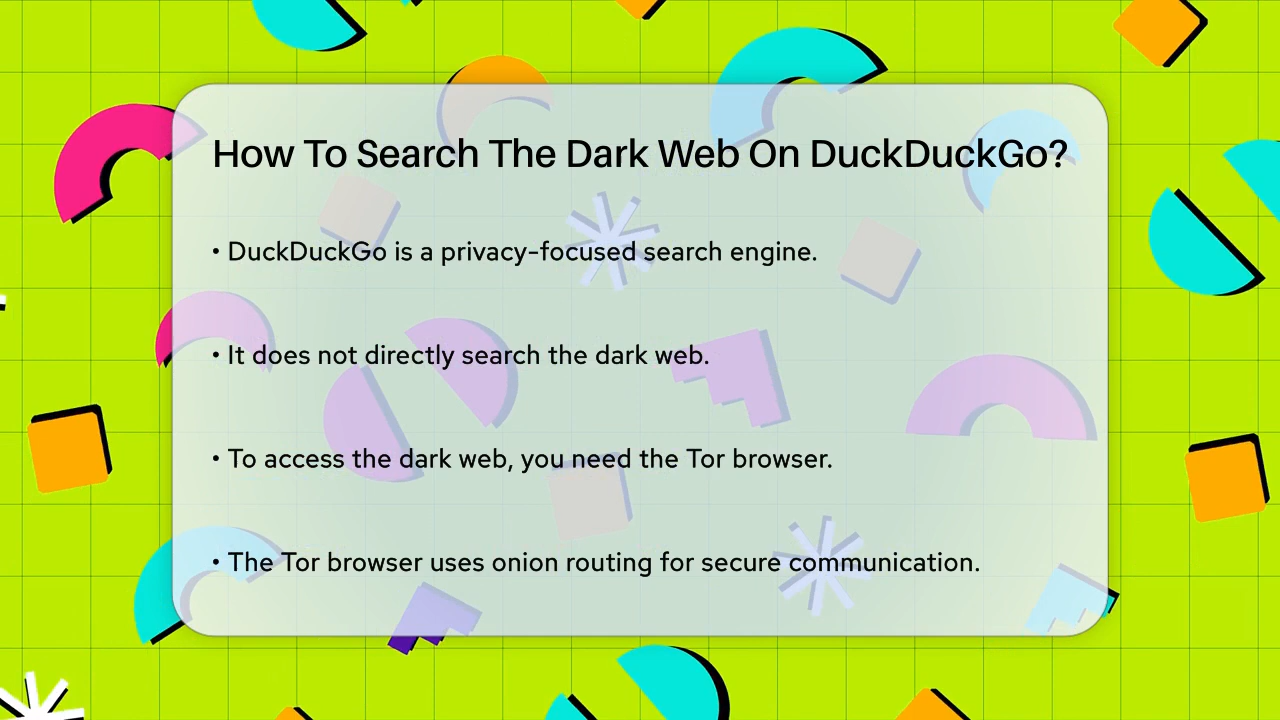 How To Search The Dark Web On DuckDuckGo?
• DuckDuckGo is a privacy-focused search engine.
• It does not directly search the dark web.
• To access the dark web, you need the Tor browser.
• The Tor browser uses onion routing for secure communication.